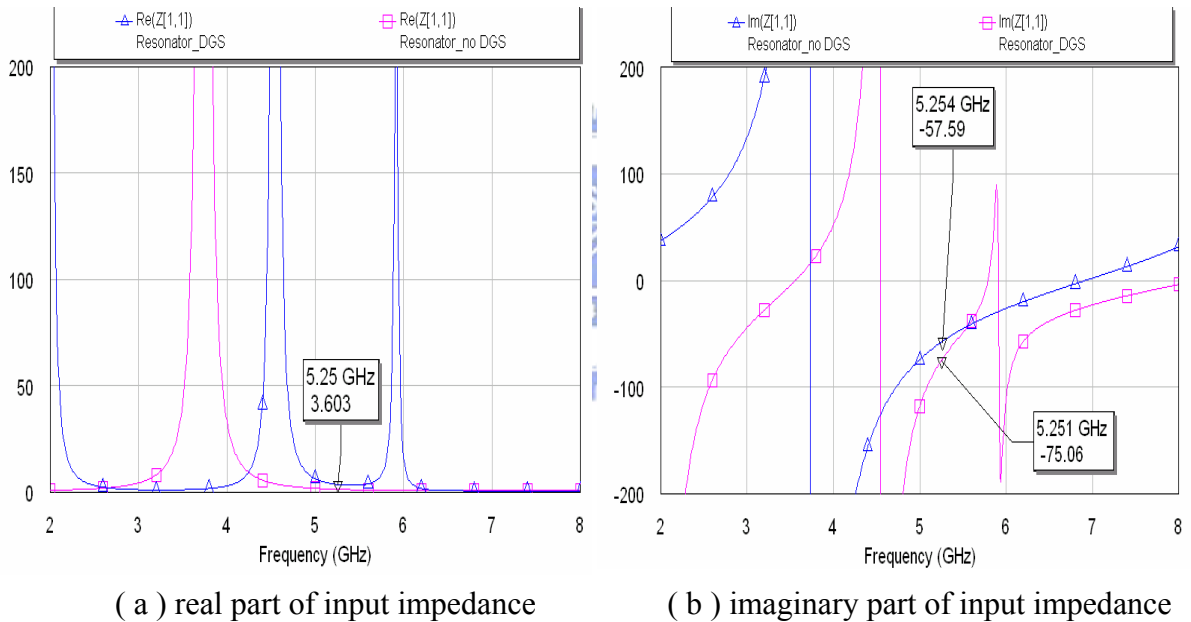 Re(Z[1,1])
Resonator_DGS
Re(Z[1,1])
Resonator_no DGS
200
150
100
50
0
5.25 GHz
3.603
2 3 4 5 6 7 8
Frequency (GHz)
Im(Z[1,1])
Resonator_no DGS
Im(Z[1,1])
Resonator_DGS
200
100
0
-100
-200
5.254 GHz
-57.59
5.251 GHz
-75.06
2 3 4 5 6 7 8
Frequency (GHz)
( a ) real part of input impedance
( b ) imaginary part of input impedance